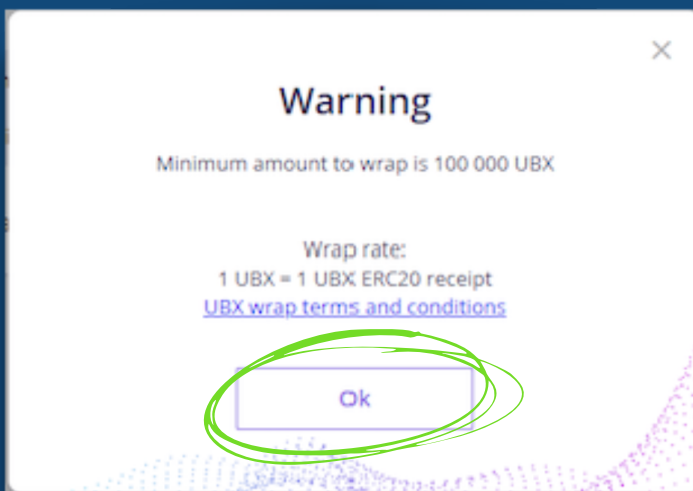 Warning
Minimum amount to wrap is 100 000 UBX
Wrap rate:
1 UBX = 1 UBX ERC20 receipt
UBX wrap terms and conditions
Ok